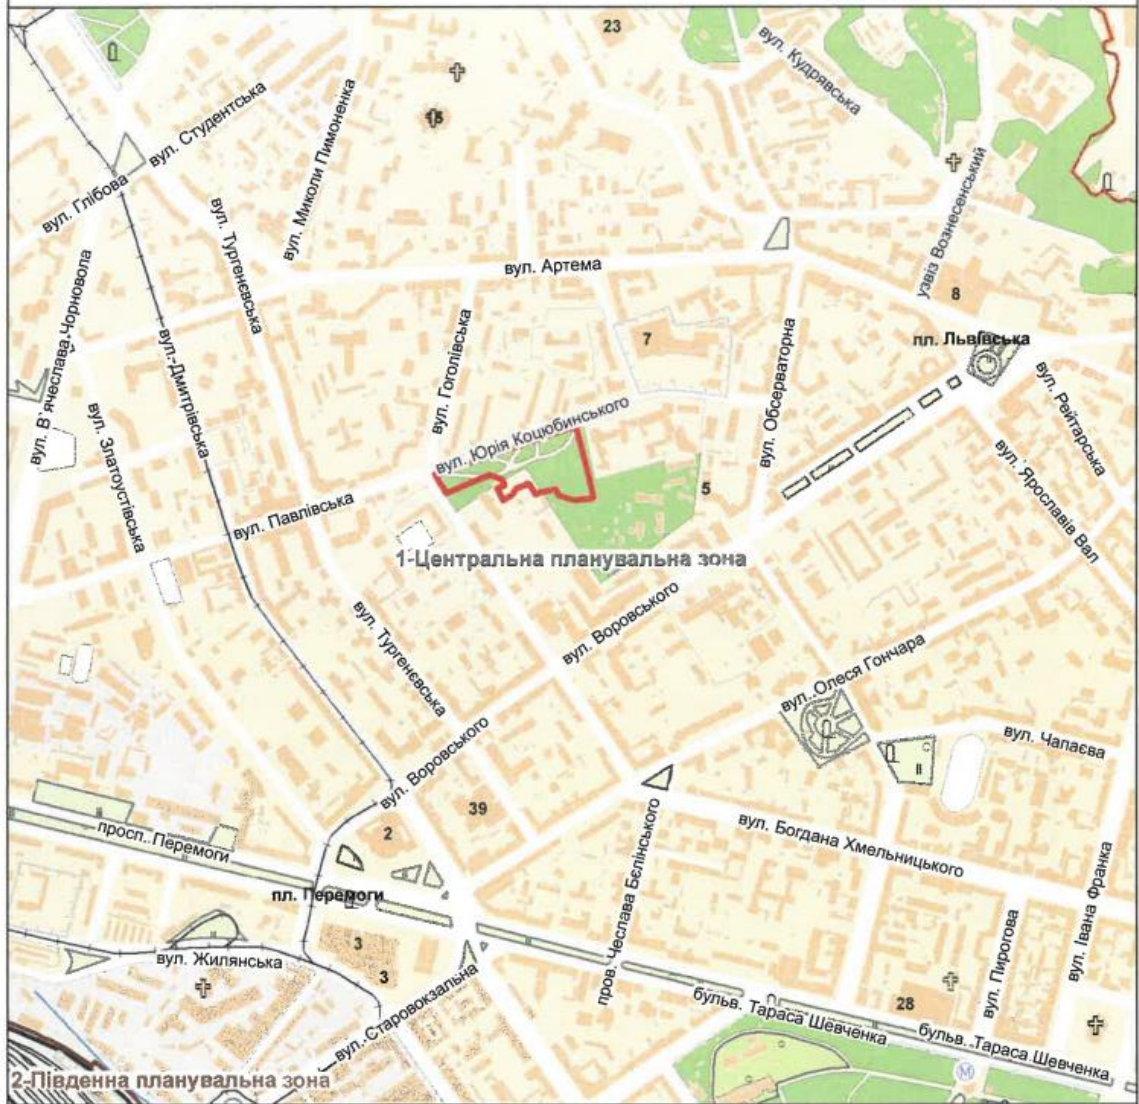 23
вул. Кудрявська
вул. Студентська
вул. Миколи Пимоненка
вул. Глібова
вул. Тургенєвська
узвіз Вознесенський
вул. Артема
8
вул. В`ячеслава Чорновола
вул. Дмитрівська
вул. Гоголівська
7
вул. Обсерваторна
пл. Львівська
вул. Рейтарська
вул. Златоустівська
вул. Юрія Коцюбинського
вул. Ярославів Вал
вул. Павлівська
5
1-Центральна планувальна зона
вул. Тургенєвська
вул. Воровського
вул. Олеся Гончара
вул. Воровського
вул. Чапаєва
39
2
просп. Перемоги
пров. Чеслава Бєлінського
вул. Богдана Хмельницького
вул. Івана Франка
пл. Перемоги
3
вул. Жилянська
3
вул. Пирогова
вул. Старовокзальна
28
бульв. Тараса Шевченка
бульв. Тараса Шевченка
М
2-Південна планувальна зона